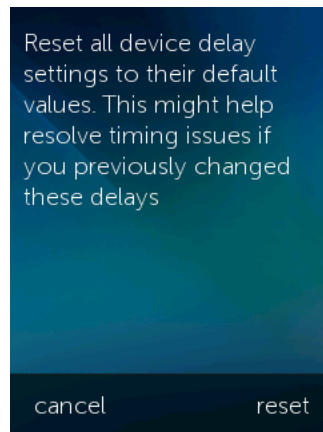 Reset all device delay
settings to their default
values. This might help
resolve timing issues if
you previously changed
these delays
cancel
reset